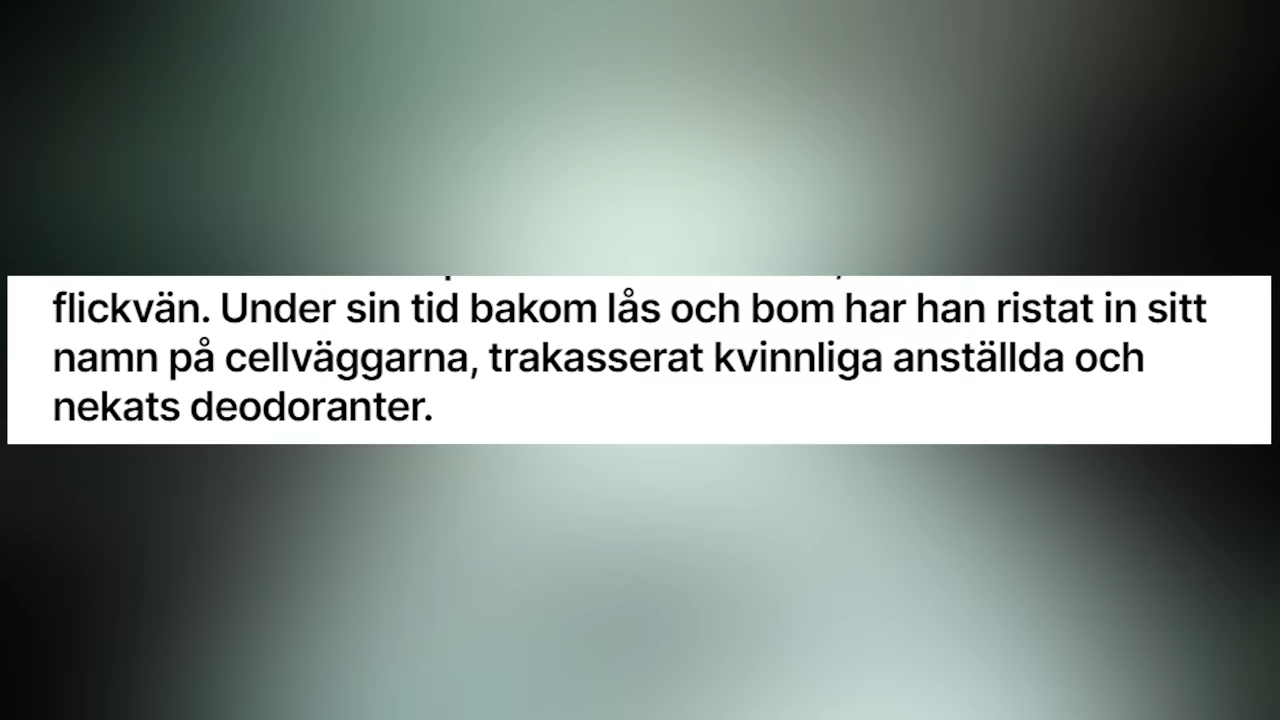 flickvän. Under sin tid bakom lås och bom har han ristat in sitt
namn på cellväggarna, trakasserat kvinnliga anställda och
nekats deodoranter.